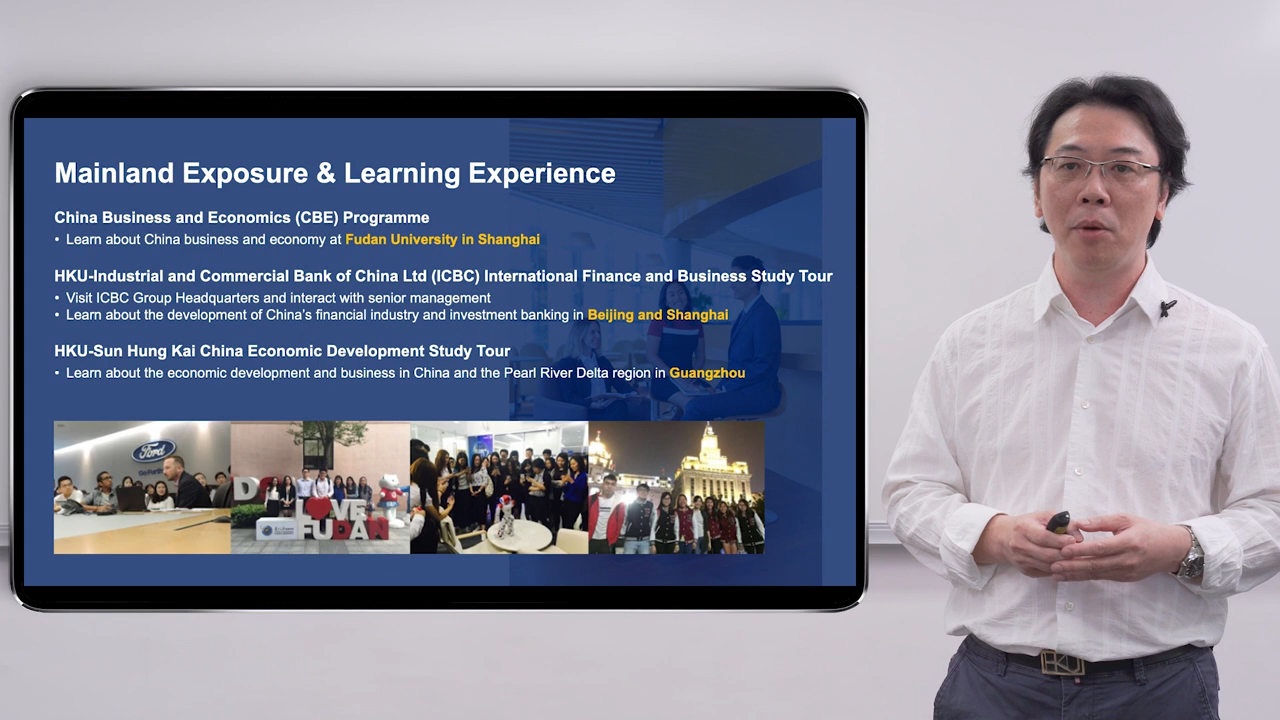 Mainland Exposure & Learning Experience
China Business and Economics (CBE) Programme
• Learn about China business and economy at Fudan University in Shanghai
HKU-Industrial and Commercial Bank of China Ltd (ICBC) International Finance and Business Study Tour
• Visit ICBC Group Headquarters and interact with senior management
• Learn about the development of China's financial industry and investment banking in Beijing and Shanghai
HKU-Sun Hung Kai China Economic Development Study Tour
• Learn about the economic development and business in China and the Pearl River Delta region in Guangzhou
Ford
LOVE
FUDAN
HKU